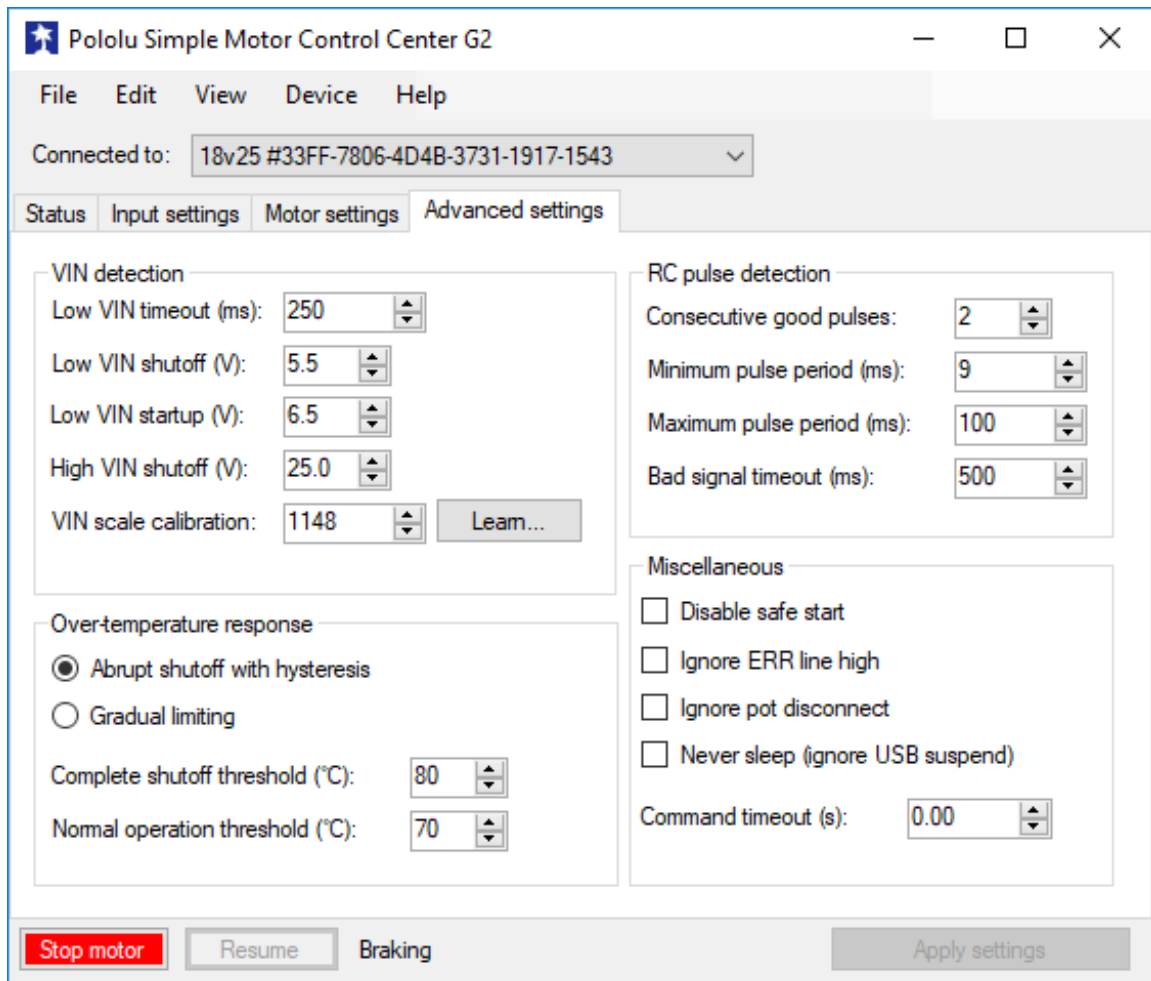 Pololu Simple Motor Control Center G2
File Edit View Device Help
Connected to: 18v25 #33FF-7806-4D4B-3731-1917-1543
Status Input settings Motor settings Advanced settings
VIN detection
Low VIN timeout (ms): 250
Low VIN shutoff (V): 5.5
Low VIN startup (V): 6.5
High VIN shutoff (V): 25.0
VIN scale calibration: 1148 Learn...
Over-temperature response
Abrupt shutoff with hysteresis
Gradual limiting
Complete shutoff threshold (°C): 80
Normal operation threshold (°C): 70
RC pulse detection
Consecutive good pulses: 2
Minimum pulse period (ms): 9
Maximum pulse period (ms): 100
Bad signal timeout (ms): 500
Miscellaneous
Disable safe start
Ignore ERR line high
Ignore pot disconnect
Never sleep (ignore USB suspend)
Command timeout (s): 0.00
Stop motor Resume Braking Apply settings